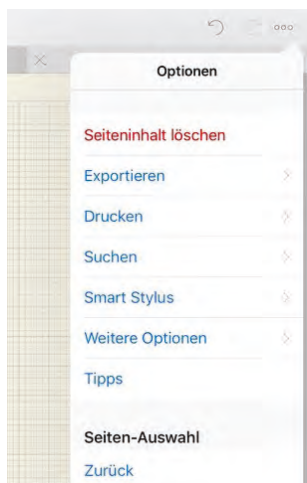 Optionen
Seiteninhalt löschen
Exportieren
Drucken
Suchen
Smart Stylus
Weitere Optionen
Tipps
Seiten-Auswahl
Zurück